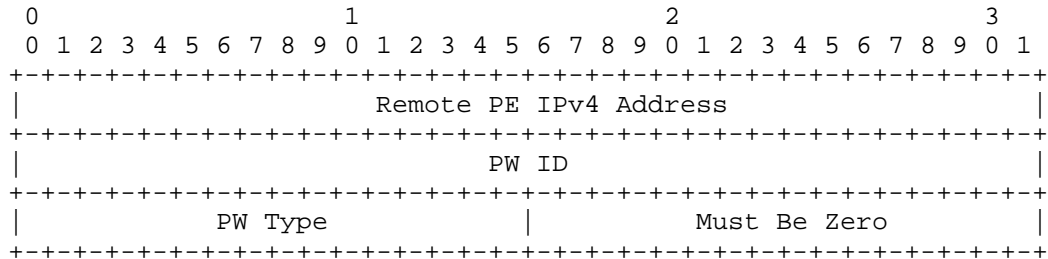 0                   1                   2                   3
 0 1 2 3 4 5 6 7 8 9 0 1 2 3 4 5 6 7 8 9 0 1 2 3 4 5 6 7 8 9 0 1
+-+-+-+-+-+-+-+-+-+-+-+-+-+-+-+-+-+-+-+-+-+-+-+-+-+-+-+-+-+-+-+-+
|                      Remote PE IPv4 Address                   |
+-+-+-+-+-+-+-+-+-+-+-+-+-+-+-+-+-+-+-+-+-+-+-+-+-+-+-+-+-+-+-+-+
|                             PW ID                             |
+-+-+-+-+-+-+-+-+-+-+-+-+-+-+-+-+-+-+-+-+-+-+-+-+-+-+-+-+-+-+-+-+
|            PW Type            |          Must Be Zero         |
+-+-+-+-+-+-+-+-+-+-+-+-+-+-+-+-+-+-+-+-+-+-+-+-+-+-+-+-+-+-+-+-+